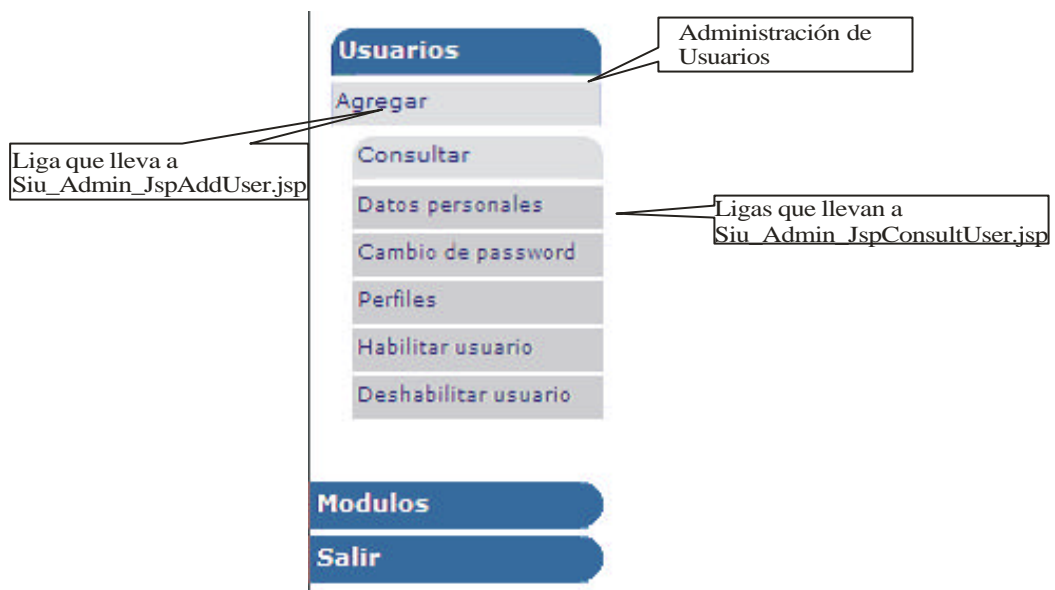 Usuarios
Administración de
Usuarios
Agregar
Liga que lleva a
Siu_Admin_JspAddUser.jsp
Consultar
Datos personales
Ligas que llevan a
Siu_Admin_JspConsultUser.jsp
Cambio de password
Perfiles
Habilitar usuario
Deshabilitar usuario
Modulos
Salir